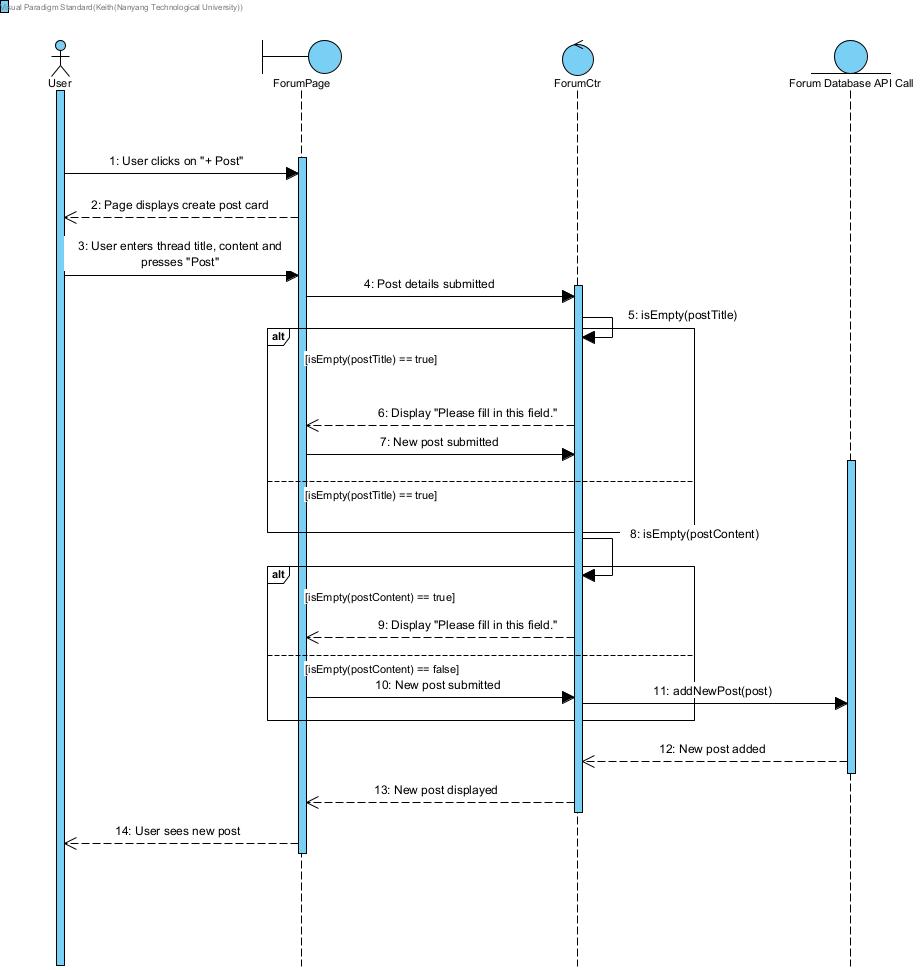 Visual Paradigm Standard(Keith(Nanyang Technological University))
User
ForumPage
ForumCtr
Forum Database API Call
1: User clicks on "+ Post"
2: Page displays create post card
3: User enters thread title, content and
presses "Post"
4: Post details submitted
5: isEmpty(postTitle)
alt
[isEmpty(postTitle) == true]
6: Display "Please fill in this field."
7: New post submitted
[isEmpty(postTitle) == true]
8: isEmpty(postContent)
alt
[isEmpty(postContent) == true]
9: Display "Please fill in this field."
[isEmpty(postContent) == false]
10: New post submitted
11: addNewPost(post)
12: New post added
13: New post displayed
14: User sees new post